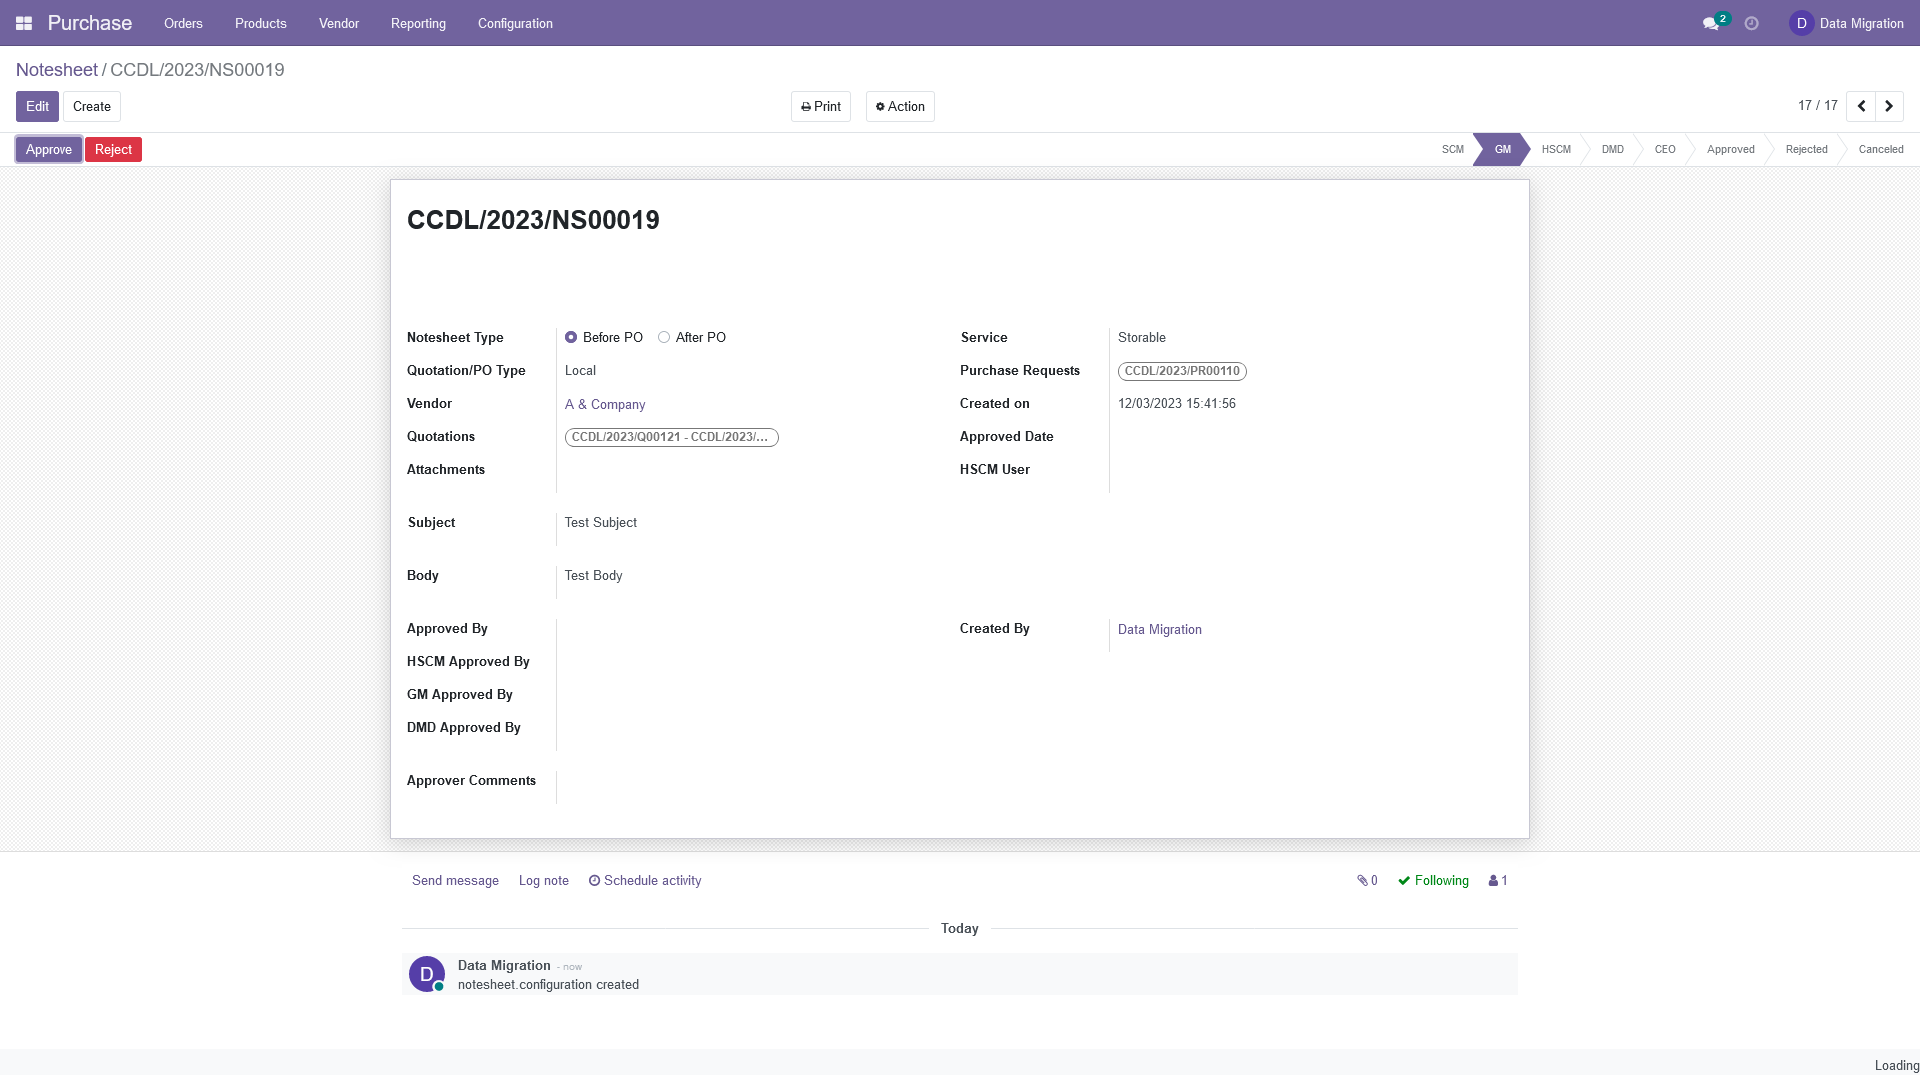 Purchase Orders Products Vendor Reporting Configuration 2 D Data Migration
Notesheet / CCDL/2023/NS00019
Edit Create Print Action 17 / 17
Approve Reject SCM GM HSCM DMD CEO Approved Rejected Canceled
CCDL/2023/NS00019
Notesheet Type Before PO After PO Service Storable
Quotation/PO Type Local Purchase Requests CCDL/2023/PR00110
Vendor A & Company Created on 12/03/2023 15:41:56
Quotations CCDL/2023/Q00121 - CCDL/2023/... Approved Date
Attachments HSCM User
Subject Test Subject
Body Test Body
Approved By Created By Data Migration
HSCM Approved By
GM Approved By
DMD Approved By
Approver Comments
Send message Log note Schedule activity 0 Following 1
Today
D Data Migration - now
notesheet.configuration created
Loading